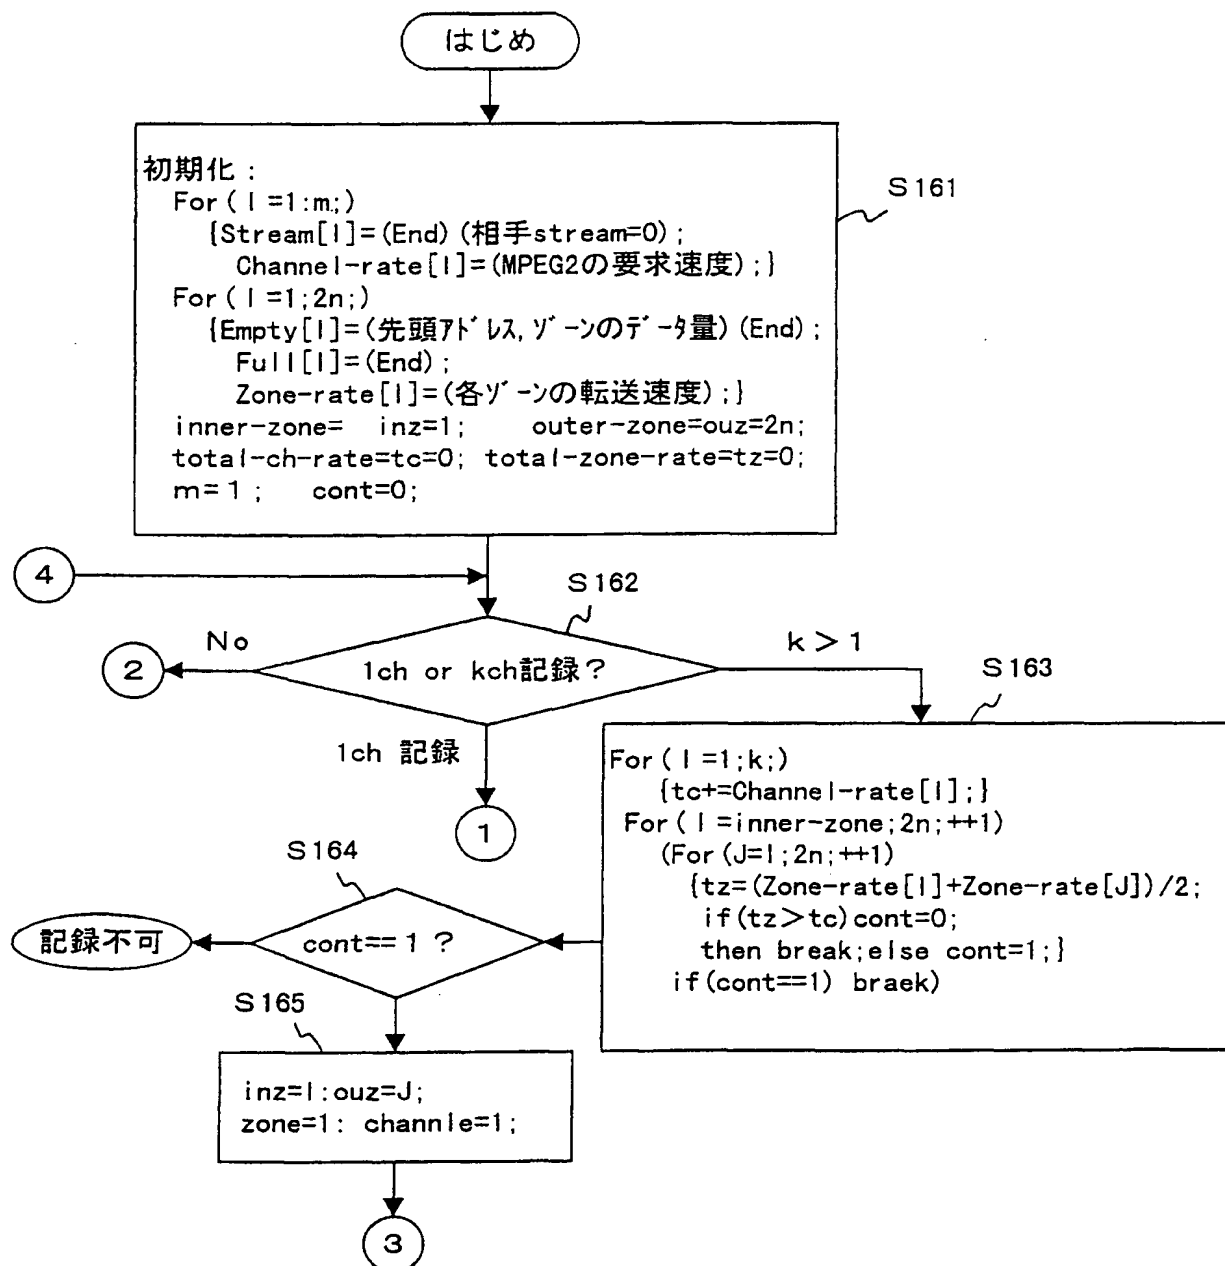 はじめ
初期化：
For(I=1:m;)
{Stream[I]=(End)(相手stream=0);
Channel-rate[I]=(MPEG2の要求速度);}
For(I=1;2n;)
{Empty[I]=(先頭ｱﾄﾞﾚｽ,ｿﾞｰﾝのﾃﾞｰﾀ量)(End);
Full[I]=(End);
Zone-rate[I]=(各ｿﾞｰﾝの転送速度);}
inner-zone= inz=1; outer-zone=ouz=2n;
total-ch-rate=tc=0; total-zone-rate=tz=0;
m=1; cont=0;
S161
4
S162
No
2
1ch or kch記録？
k>1
S163
1ch 記録
1
For(I=1;k;)
{tc+=Channel-rate[I];}
For(I=inner-zone;2n;++1)
(For(J=I;2n;++1)
{tz=(Zone-rate[I]+Zone-rate[J])/2;
if(tz>tc)cont=0;
then break;else cont=1;}
if(cont==1) braek)
S164
記録不可
cont==1？
S165
inz=I:ouz=J;
zone=1: channle=1;
3